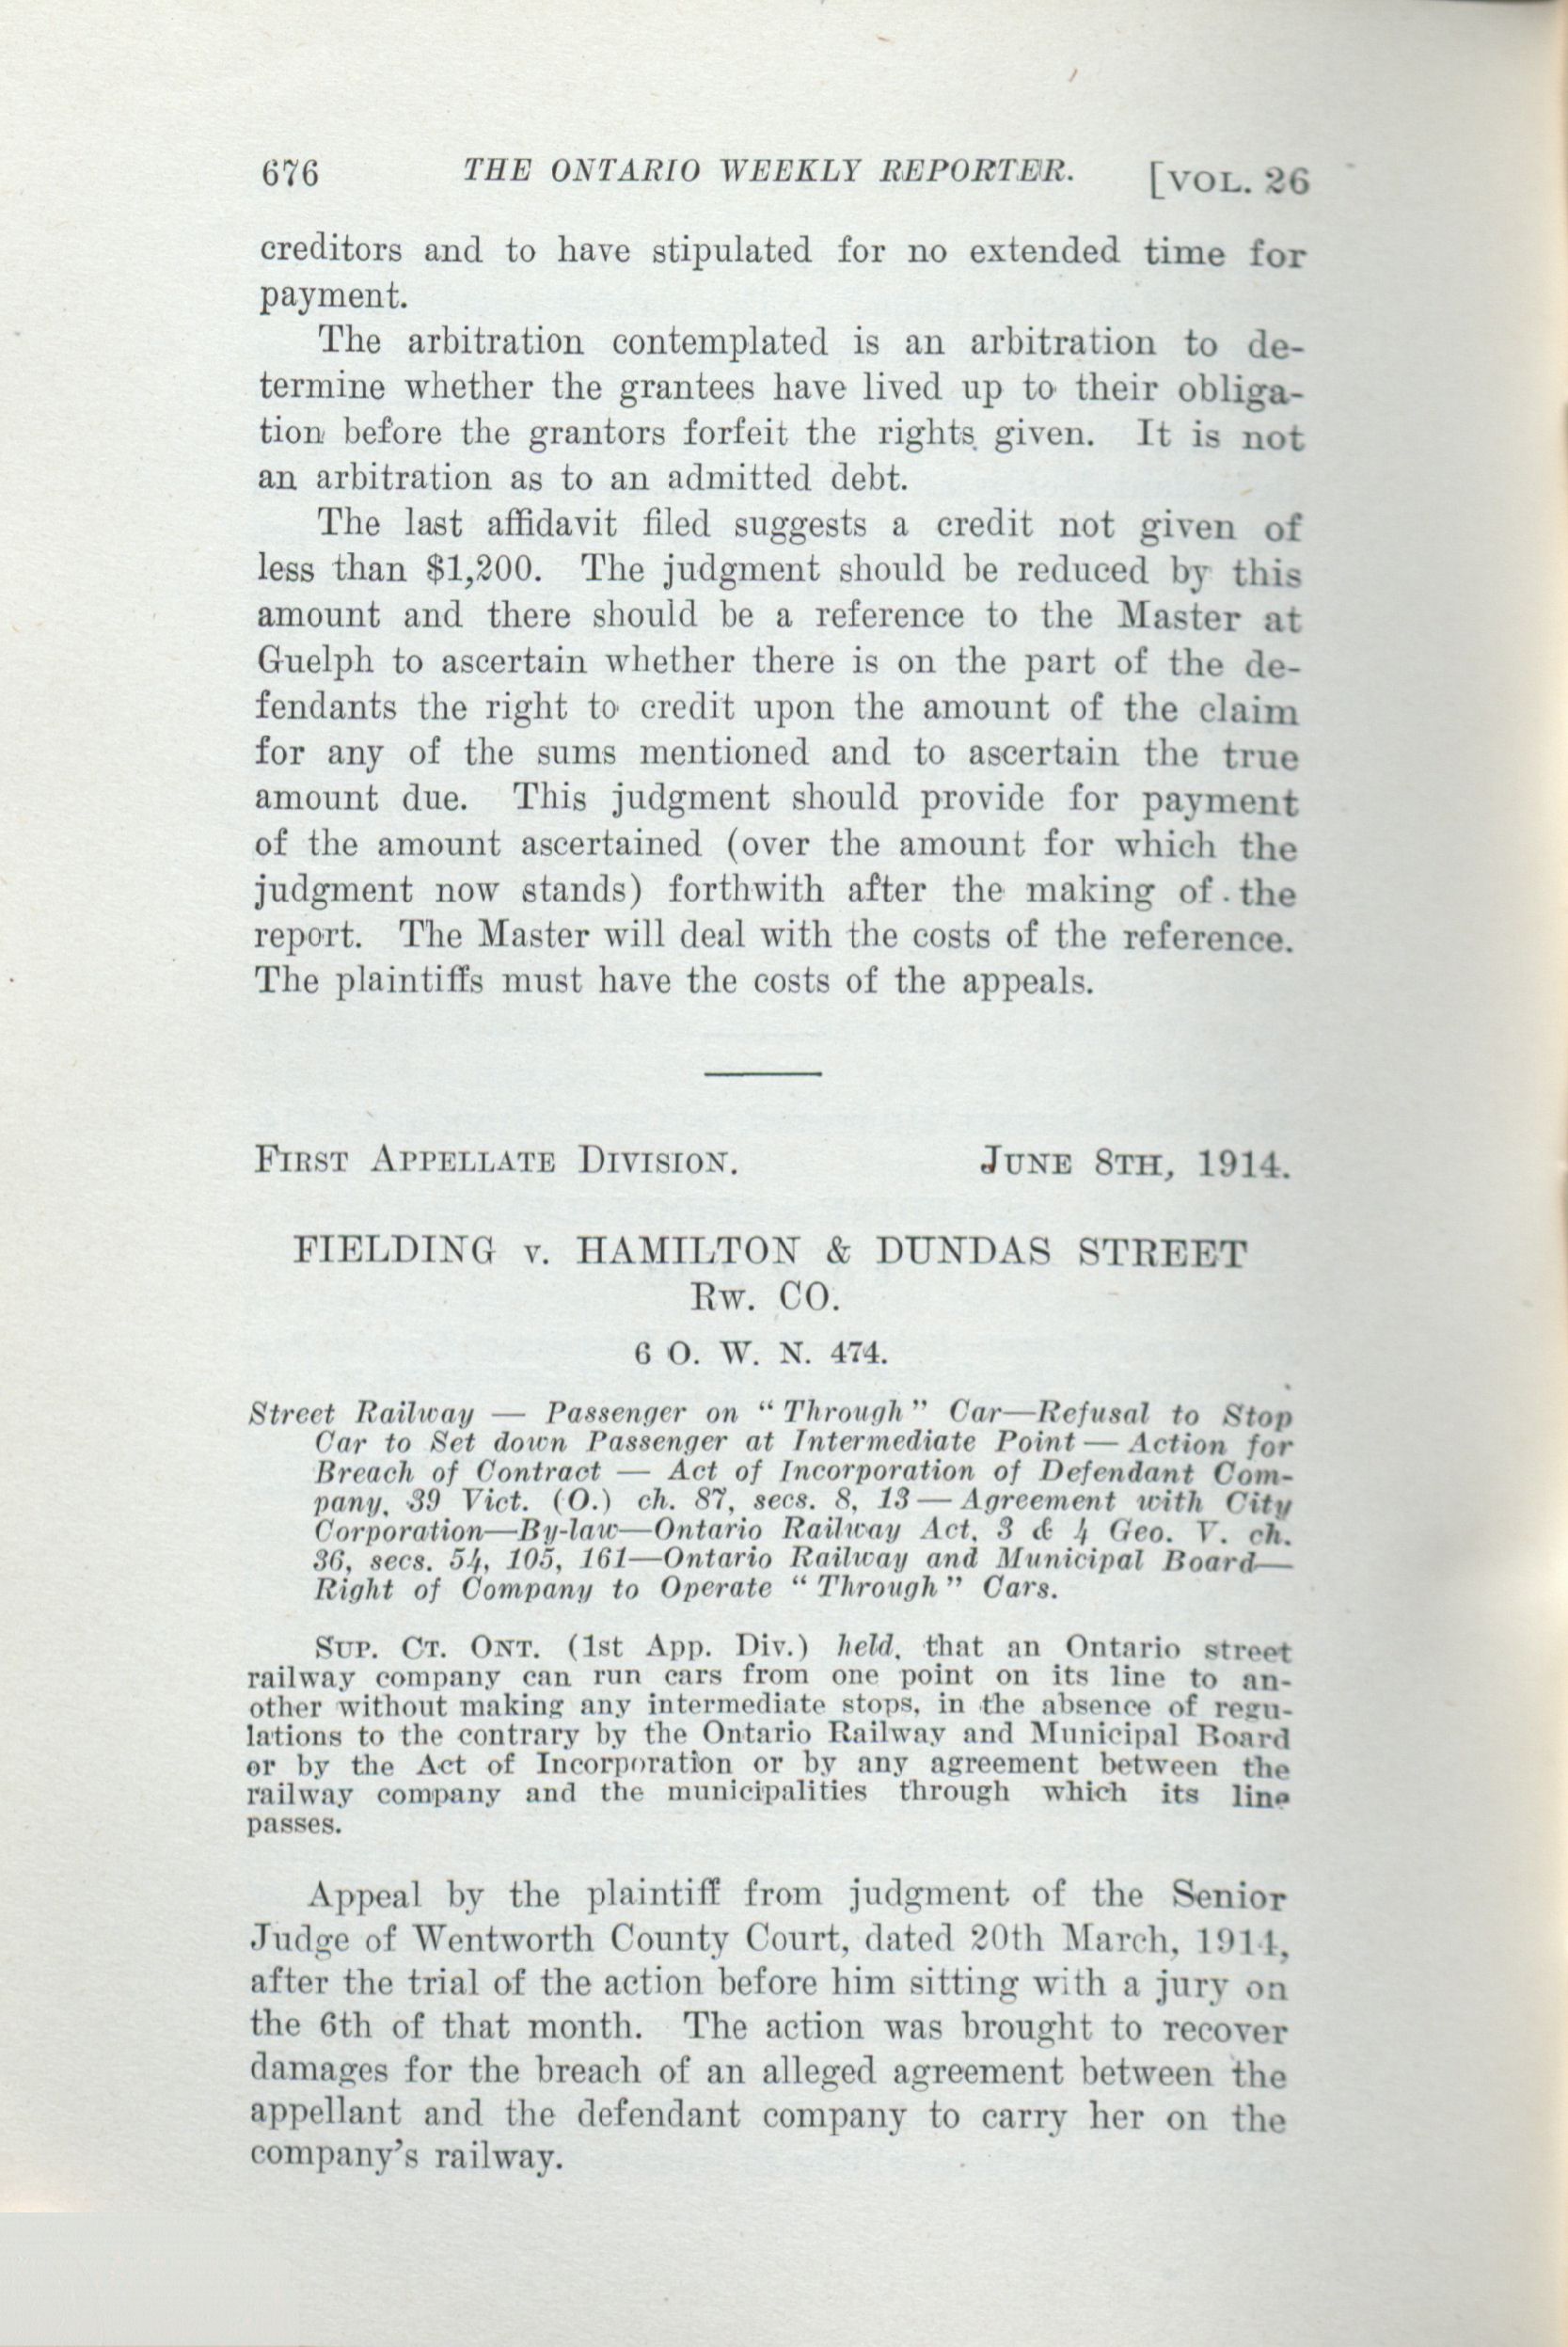 676 THE ONTARIO WEEKLY REPORTER. [VOL. 26
creditors and to have stipulated for no extended time for
payment.
The arbitration contemplated is an arbitration to de-
termine whether the grantees have lived up to their obliga-
tion before the grantors forfeit the rights given. It is not
an arbitration as to an admitted debt.
The last affidavit filed suggests a credit not given of
less than $1,200. The judgment should be reduced by this
amount and there should be a reference to the Master at
Guelph to ascertain whether there is on the part of the de-
fendants the right to credit upon the amount of the claim
for any of the sums mentioned and to ascertain the true
amount due. This judgment should provide for payment
of the amount ascertained (over the amount for which the
judgment now stands) forthwith after the making of the
report. The Master will deal with the costs of the reference.
The plaintiffs must have the costs of the appeals.
First Appellate Division. June 8th, 1914.
FIELDING v. HAMILTON & DUNDAS STREET
Rw. CO.
6 O. W. N. 474.
Street Railway — Passenger on "Through" Car—Refusal to Stop
Car to Set down Passenger at Intermediate Point — Action for
Breach of Contract — Act of Incorporation of Defendant Com-
pany, 39 Vict. (O.) ch. 87, secs. 8, 13 — Agreement with City
Corporation—By-law—Ontario Railway Act, 3 & 4 Geo. V. ch.
36, secs. 54, 105, 161—Ontario Railway and Municipal Board—
Right of Company to Operate "Through" Cars.
Sup. Ct. Ont. (1st App. Div.) held, that an Ontario street
railway company can run cars from one point on its line to an-
other without making any intermediate stops, in the absence of regu-
lations to the contrary by the Ontario Railway and Municipal Board
or by the Act of Incorporation or by any agreement between the
railway company and the municipalities through which its line
passes.
Appeal by the plaintiff from judgment of the Senior
Judge of Wentworth County Court, dated 20th March, 1914,
after the trial of the action before him sitting with a jury on
the 6th of that month. The action was brought to recover
damages for the breach of an alleged agreement between the
appellant and the defendant company to carry her on the
company's railway.